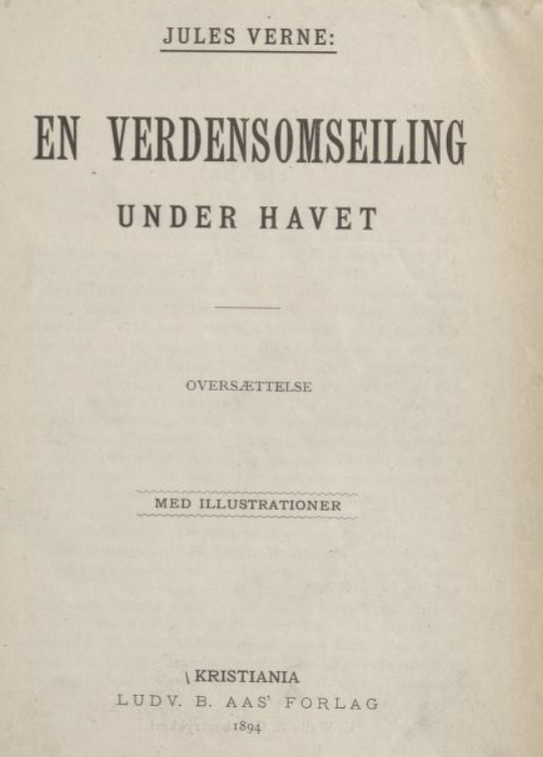 JULES VERNE:
EN VERDENSOMSEILING
UNDER HAVET
OVERSÆTTELSE
MED ILLUSTRATIONER
KRISTIANIA
LUDV. B. AAS' FORLAG
1894